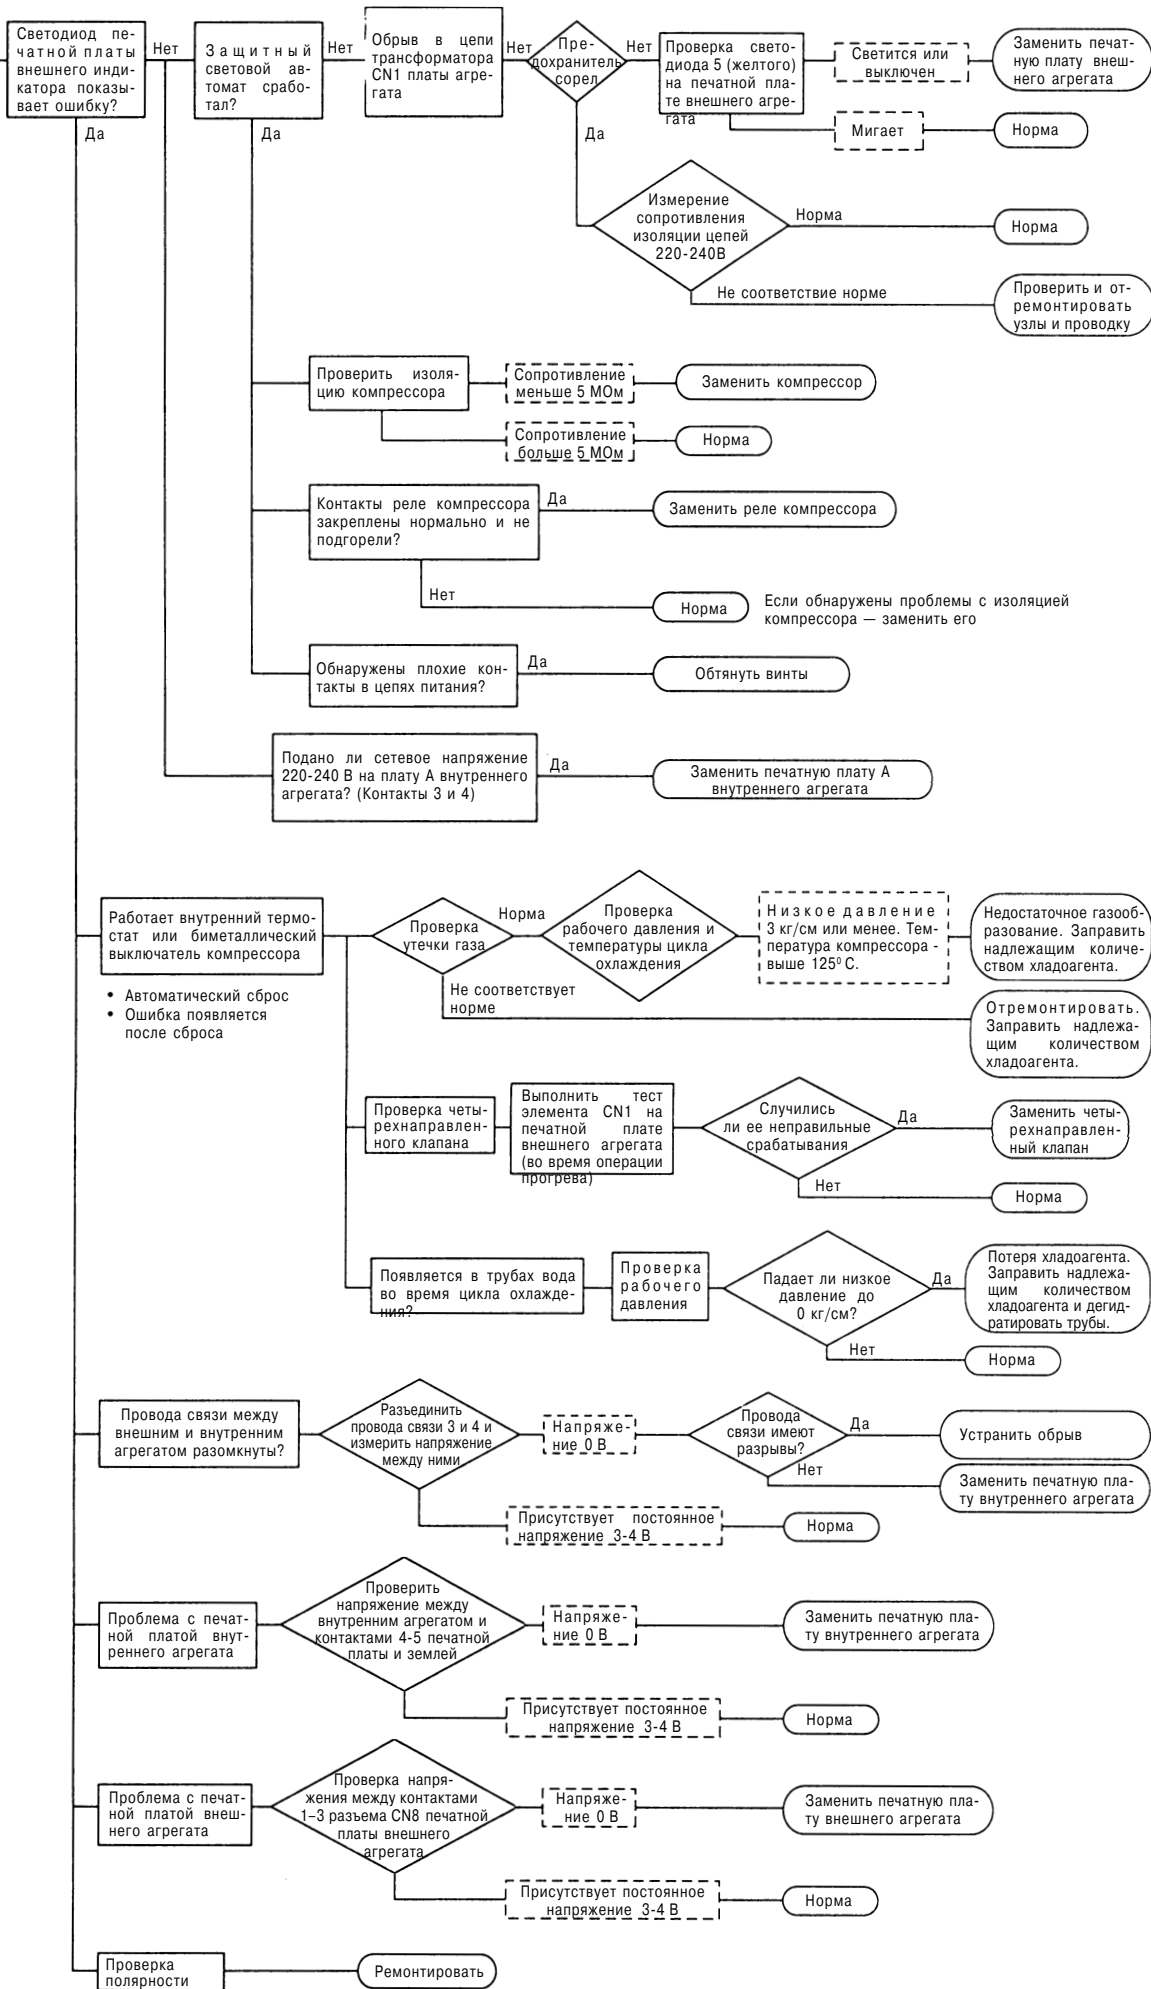 Светодиод пе-
чатной платы
внешнего инди-
катора показы-
вает ошибку?
Нет
Да
Защитный
световой ав-
томат срабо-
тал?
Нет
Да
Обрыв в цепи
трансформатора
CN1 платы агре-
гата
Нет
Пре-
дохранитель
сорел
Нет
Да
Проверка свето-
диода 5 (желтого)
на печатной пла-
те внешнего агре-
гата
Светится или
выключен
Заменить печат-
ную плату внеш-
него агрегата
Мигает
Норма
Измерение
сопротивления
изоляции цепей
220-240В
Норма
Норма
Не соответствие норме
Проверить и от-
ремонтировать
узлы и проводку
Проверить изоля-
цию компрессора
Сопротивление
меньше 5 МОм
Заменить компрессор
Сопротивление
больше 5 МОм
Норма
Контакты реле компрессора
закреплены нормально и не
подгорели?
Да
Заменить реле компрессора
Нет
Норма
Если обнаружены проблемы с изоляцией
компрессора — заменить его
Обнаружены плохие кон-
такты в цепях питания?
Да
Обтянуть винты
Подано ли сетевое напряжение
220-240 В на плату А внутреннего
агрегата? (Контакты 3 и 4)
Да
Заменить печатную плату А
внутреннего агрегата
Работает внутренний термо-
стат или биметаллический
выключатель компрессора
• Автоматический сброс
• Ошибка появляется
после сброса
Проверка
утечки газа
Норма
Проверка
рабочего давления и
температуры цикла
охлаждения
Низкое давление
3 кг/см или менее. Тем-
пература компрессора -
выше 125⁰ С.
Недостаточное газооб-
разование. Заправить
надлежащим количе-
ством хладоагента.
Не соответствует
норме
Отремонтировать.
Заправить надлежа-
щим количеством
хладоагента.
Проверка четы-
рехнаправлен-
ного клапана
Выполнить тест
элемента CN1 на
печатной плате
внешнего агрегата
(во время операции
прогрева)
Случились
ли ее неправильные
срабатывания
Да
Заменить четы-
рехнаправлен-
ный клапан
Нет
Норма
Появляется в трубах вода
во время цикла охлажде-
ния?
Проверка
рабочего
давления
Падает ли низкое
давление до
0 кг/см?
Да
Потеря хладоагента.
Заправить надлежа-
щим количеством
хладоагента и дегид-
ратировать трубы.
Нет
Норма
Провода связи между
внешним и внутренним
агрегатом разомкнуты?
Разъединить
провода связи 3 и 4 и
измерить напряжение
между ними
Напряже-
ние 0 В
Провода
связи имеют
разрывы?
Да
Устранить обрыв
Нет
Заменить печатную пла-
ту внутреннего агрегата
Присутствует постоянное
напряжение 3-4 В
Норма
Проблема с печат-
ной платой внут-
реннего агрегата
Проверить
напряжение между
внутренним агрегатом и
контактами 4-5 печатной
платы и землей
Напряже-
ние 0 В
Заменить печатную пла-
ту внутреннего агрегата
Присутствует постоянное
напряжение 3-4 В
Норма
Проблема с печат-
ной платой внеш-
него агрегата
Проверка напря-
жения между контактами
1–3 разъема CN8 печатной
платы внешнего
агрегата
Напряже-
ние 0 В
Заменить печатную пла-
ту внешнего агрегата
Присутствует постоянное
напряжение 3-4 В
Норма
Проверка
полярности
Ремонтировать